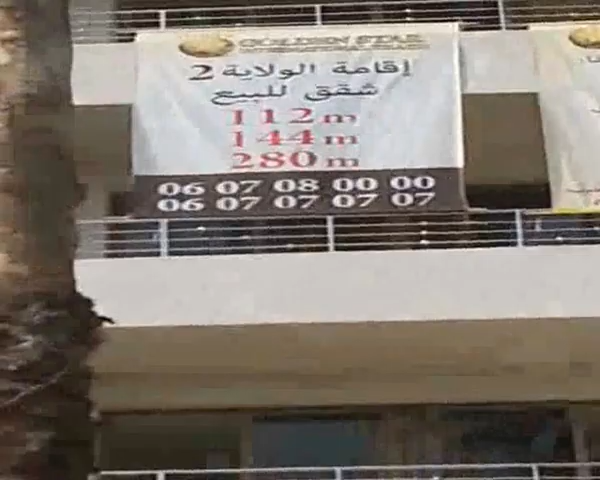 GOLDEN STAR
إقامة الولاية 2
شقق للبيع
112m
144m
280m
06 07 08 00 00
06 07 07 07 07